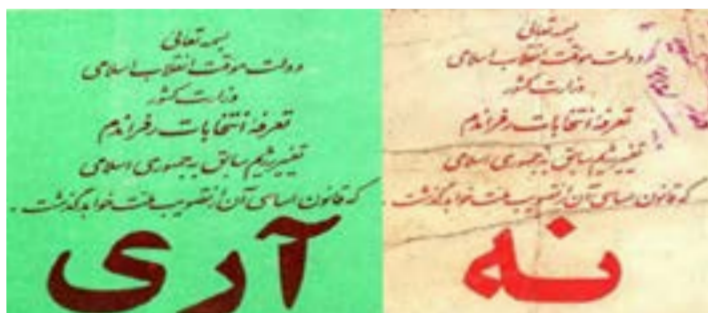 بسمه تعالی
دولت موقت انقلاب اسلامی
وزارت کشور
تعرفه انتخابات رفراندم
تغییر رژیم سابق به جمهوری اسلامی
که قانون اساسی آن از تصویب ملت خواهد گذشت .
آری
بسمه تعالی
دولت موقت انقلاب اسلامی
وزارت کشور
تعرفه انتخابات رفراندم
تغییر رژیم سابق به جمهوری اسلامی
که قانون اساسی آن از تصویب ملت خواهد گذشت .
نه